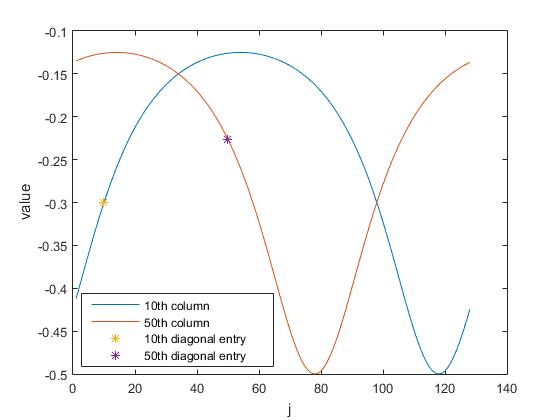 -0.1
-0.15
-0.2
-0.25
-0.3
-0.35
-0.4
-0.45
-0.5
value
10th column
50th column
10th diagonal entry
50th diagonal entry
0 20 40 60 80 100 120 140
j